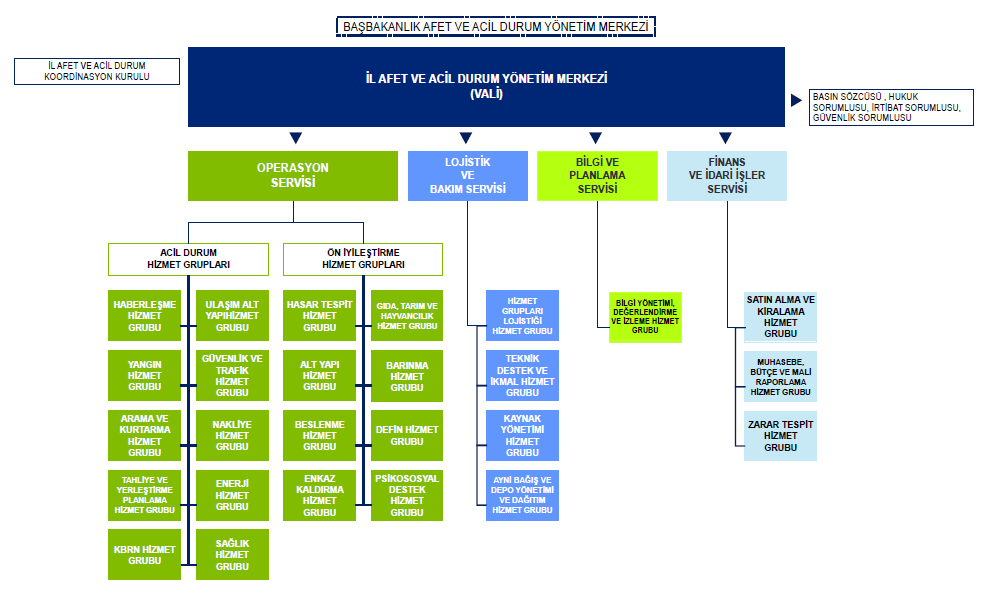 BAŞBAKANLIK AFET VE ACİL DURUM YÖNETİM MERKEZİ
İL AFET VE ACİL DURUM
KOORDİNASYON KURULU
İL AFET VE ACİL DURUM YÖNETİM MERKEZİ
(VALİ)
BASIN SÖZCÜSÜ , HUKUK
SORUMLUSU, İRTİBAT SORUMLUSU,
GÜVENLİK SORUMLUSU
OPERASYON
SERVİSİ
LOJİSTİK
VE
BAKIM SERVİSİ
BİLGİ VE
PLANLAMA
SERVİSİ
FİNANS
VE İDARİ İŞLER
SERVİSİ
ACİL DURUM
HİZMET GRUPLARI
ÖN İYİLEŞTİRME
HİZMET GRUPLARI
HABERLEŞME
HİZMET
GRUBU
ULAŞIM ALT
YAPIHİZMET
GRUBU
YANGIN
HİZMET
GRUBU
GÜVENLİK VE
TRAFİK
HİZMET
GRUBU
ARAMA VE
KURTARMA
HİZMET
GRUBU
NAKLİYE
HİZMET
GRUBU
TAHLİYE VE
YERLEŞTİRME
PLANLAMA
HİZMET GRUBU
ENERJİ
HİZMET
GRUBU
KBRN HİZMET
GRUBU
SAĞLIK
HİZMET
GRUBU
HASAR TESPİT
HİZMET
GRUBU
GIDA, TARIM VE
HAYVANCILIK
HİZMET GRUBU
ALT YAPI
HİZMET
GRUBU
BARINMA
HİZMET
GRUBU
BESLENME
HİZMET
GRUBU
DEFİN HİZMET
GRUBU
ENKAZ
KALDIRMA
HİZMET
GRUBU
PSİKOSOSYAL
DESTEK
HİZMET
GRUBU
HİZMET
GRUPLARI
LOJİSTİĞİ
HİZMET GRUBU
TEKNİK
DESTEK VE
İKMAL HİZMET
GRUBU
KAYNAK
YÖNETİMİ
HİZMET
GRUBU
AYNİ BAĞIŞ VE
DEPO YÖNETİMİ
VE DAĞITIM
HİZMET GRUBU
BİLGİ YÖNETİMİ,
DEĞERLENDİRME
VE İZLEME HİZMET
GRUBU
SATIN ALMA VE
KİRALAMA
HİZMET
GRUBU
MUHASEBE,
BÜTÇE VE MALİ
RAPORLAMA
HİZMET GRUBU
ZARAR TESPİT
HİZMET
GRUBU